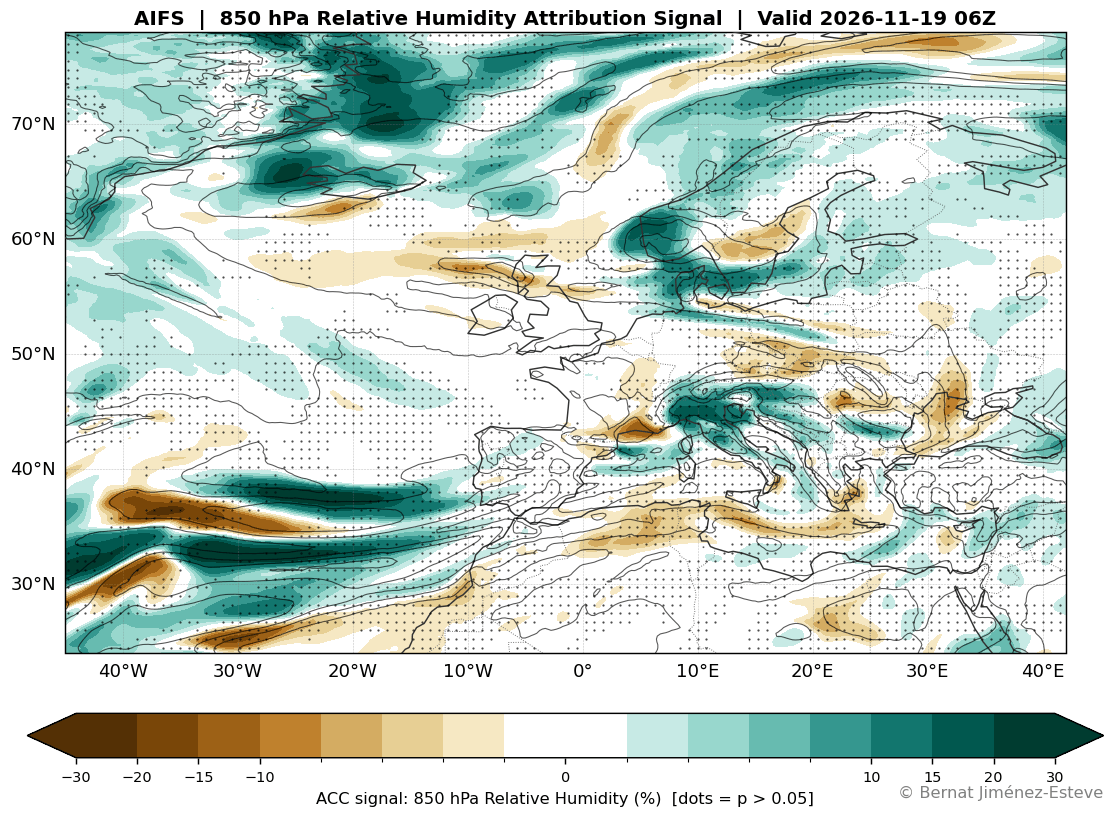 AIFS | 850 hPa Relative Humidity Attribution Signal | Valid 2026-11-19 06Z
70°N
60°N
50°N
40°N
30°N
40°W 30°W 20°W 10°W 0° 10°E 20°E 30°E 40°E
−30 −20 −15 −10 0 10 15 20 30
ACC signal: 850 hPa Relative Humidity (%) [dots = p > 0.05]
© Bernat Jiménez-Esteve